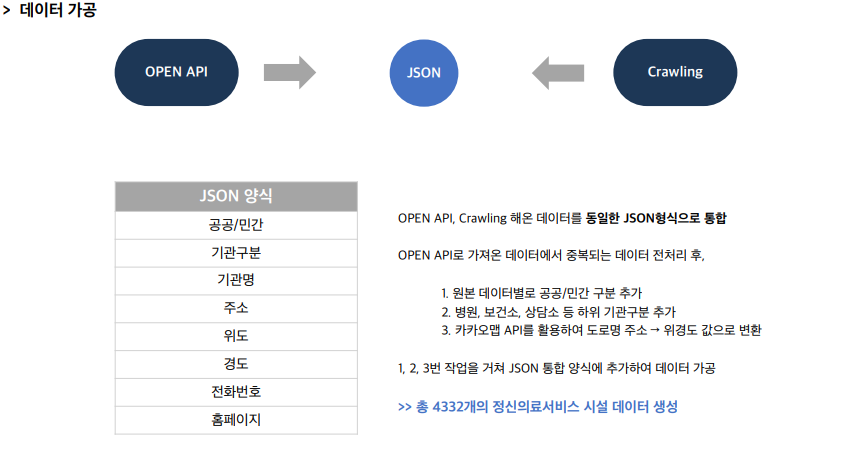 > 데이터 가공
OPEN API
JSON
Crawling
JSON 양식
공공/민간
기관구분
기관명
주소
위도
경도
전화번호
홈페이지
OPEN API, Crawling 해온 데이터를 동일한 JSON형식으로 통합
OPEN API로 가져온 데이터에서 중복되는 데이터 전처리 후,
1. 원본 데이터별로 공공/민간 구분 추가
2. 병원, 보건소, 상담소 등 하위 기관구분 추가
3. 카카오맵 API를 활용하여 도로명 주소 → 위경도 값으로 변환
1, 2, 3번 작업을 거쳐 JSON 통합 양식에 추가하여 데이터 가공
>> 총 4332개의 정신의료서비스 시설 데이터 생성